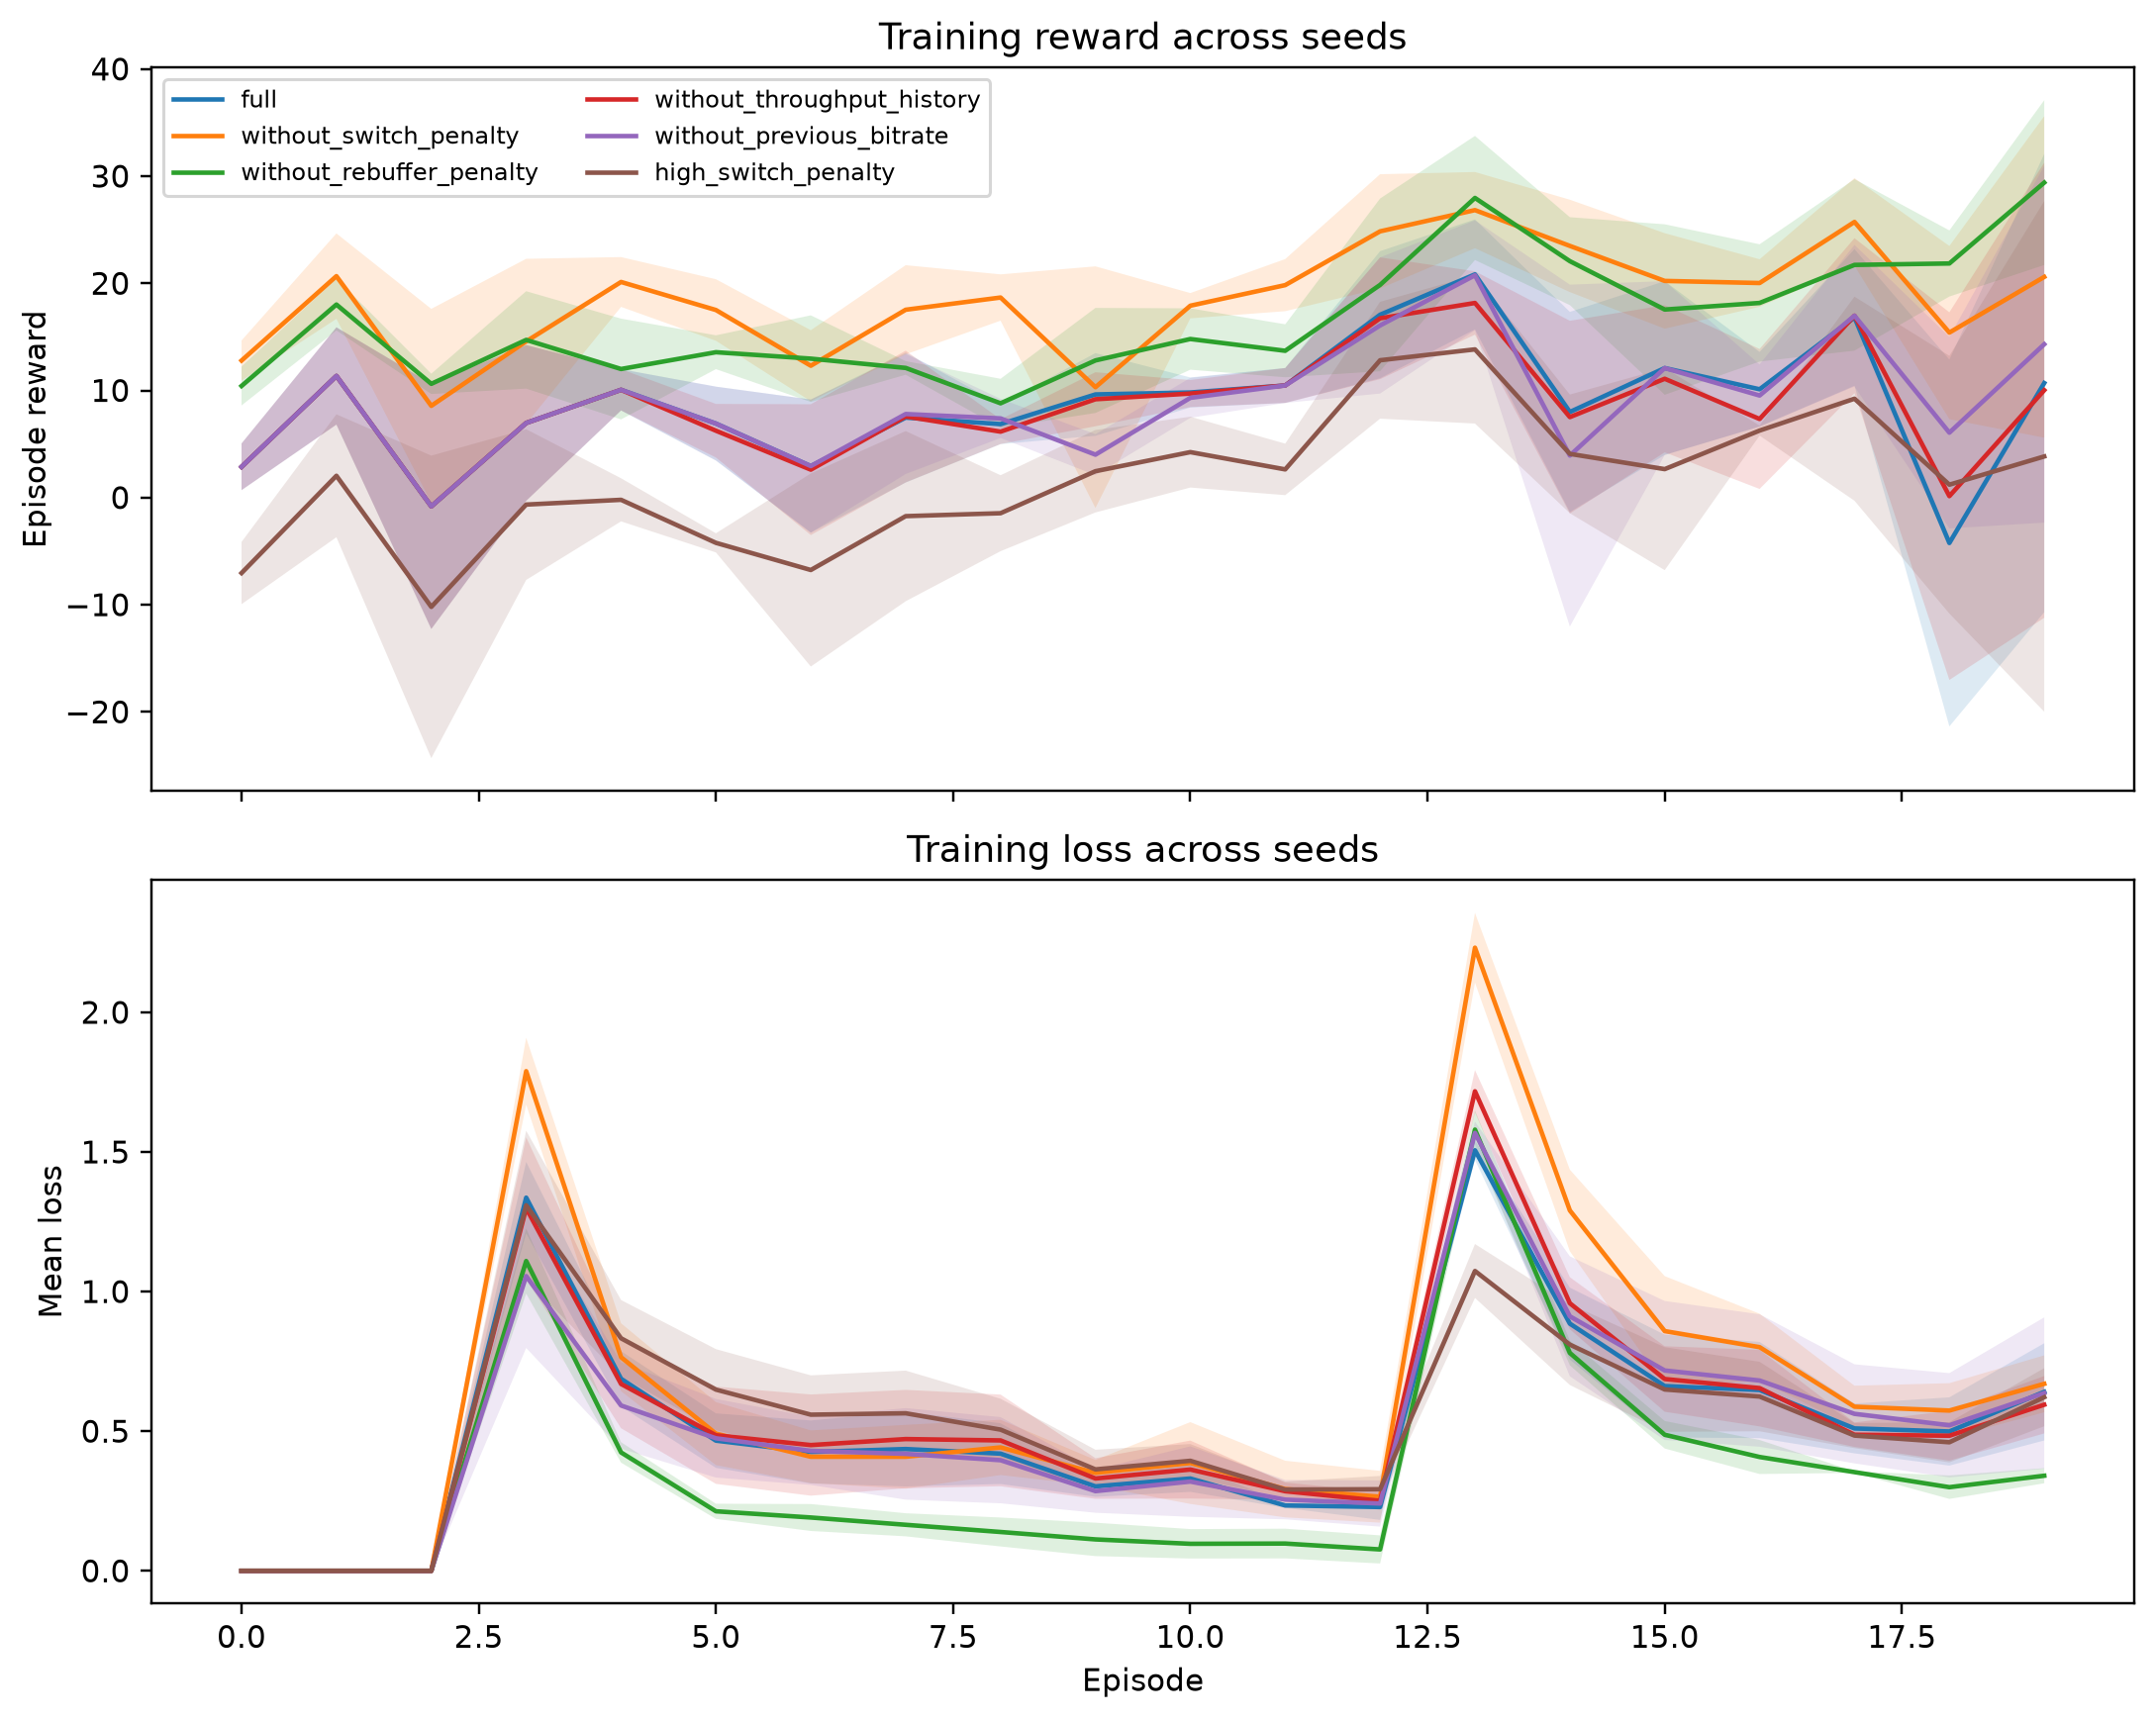 Training reward across seeds
40
30
20
10
0
−10
−20
Episode reward
full
without_switch_penalty
without_rebuffer_penalty
without_throughput_history
without_previous_bitrate
high_switch_penalty
Training loss across seeds
2.0
1.5
1.0
0.5
0.0
Mean loss
0.0 2.5 5.0 7.5 10.0 12.5 15.0 17.5
Episode